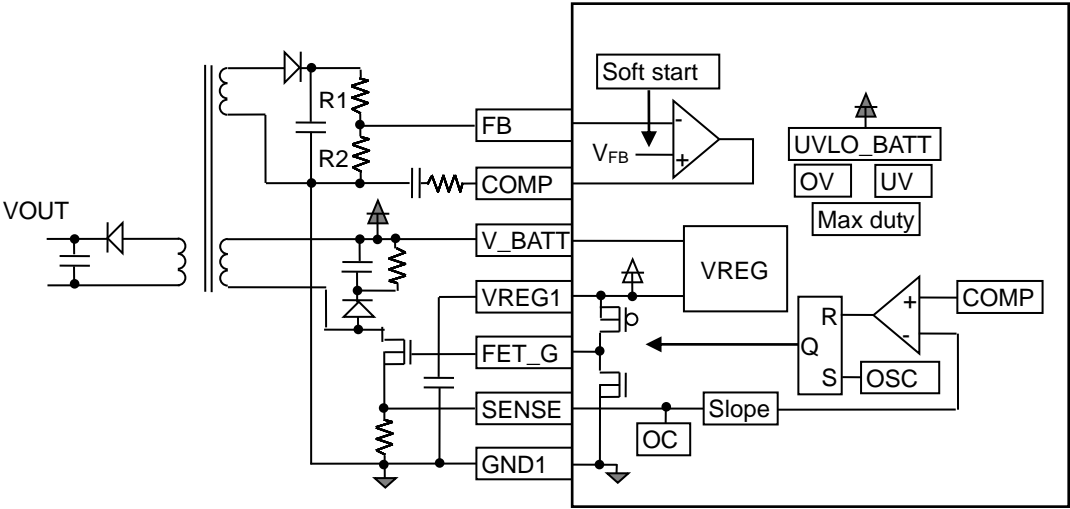 Soft start
R1
FB
-
VFB
+
UVLO_BATT
R2
COMP
OV
UV
VOUT
Max duty
V_BATT
VREG
VREG1
COMP
+
R
-
Q
FET_G
S
OSC
SENSE
Slope
OC
GND1